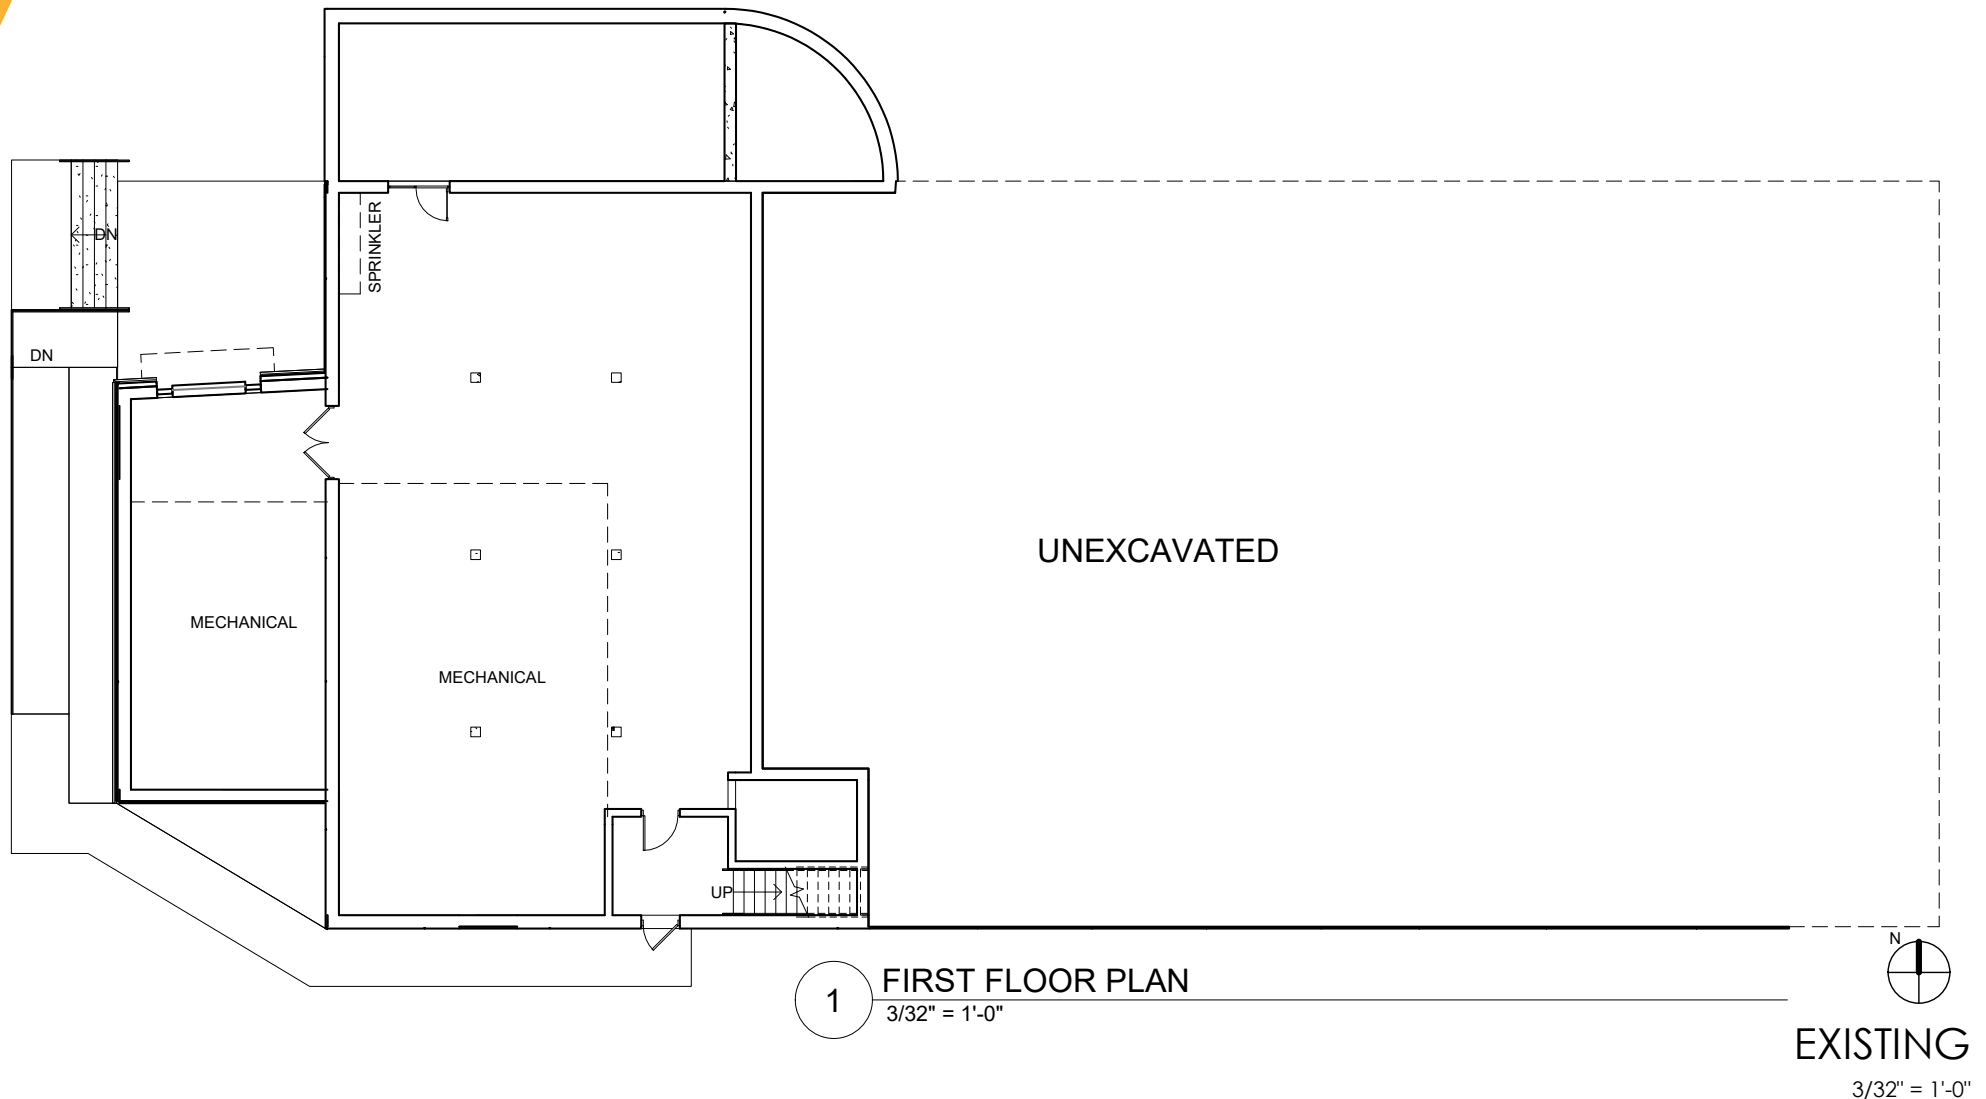 SPRINKLER
DN
DN
UNEXCAVATED
MECHANICAL
MECHANICAL
UP
N
1
FIRST FLOOR PLAN
3/32" = 1'-0"
EXISTING
3/32" = 1'-0"